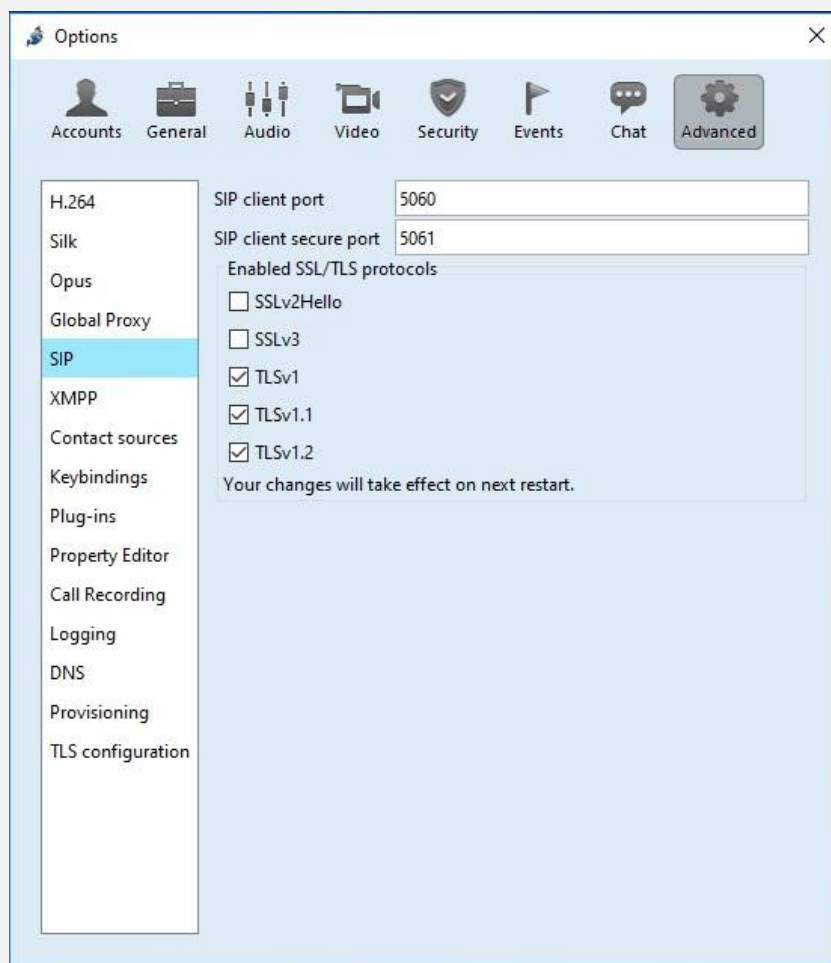 Options
Accounts General Audio Video Security Events Chat Advanced
H.264
Silk
Opus
Global Proxy
SIP
XMPP
Contact sources
Keybindings
Plug-ins
Property Editor
Call Recording
Logging
DNS
Provisioning
TLS configuration
SIP client port 5060
SIP client secure port 5061
Enabled SSL/TLS protocols
SSLv2Hello
SSLv3
TLSv1
TLSv1.1
TLSv1.2
Your changes will take effect on next restart.